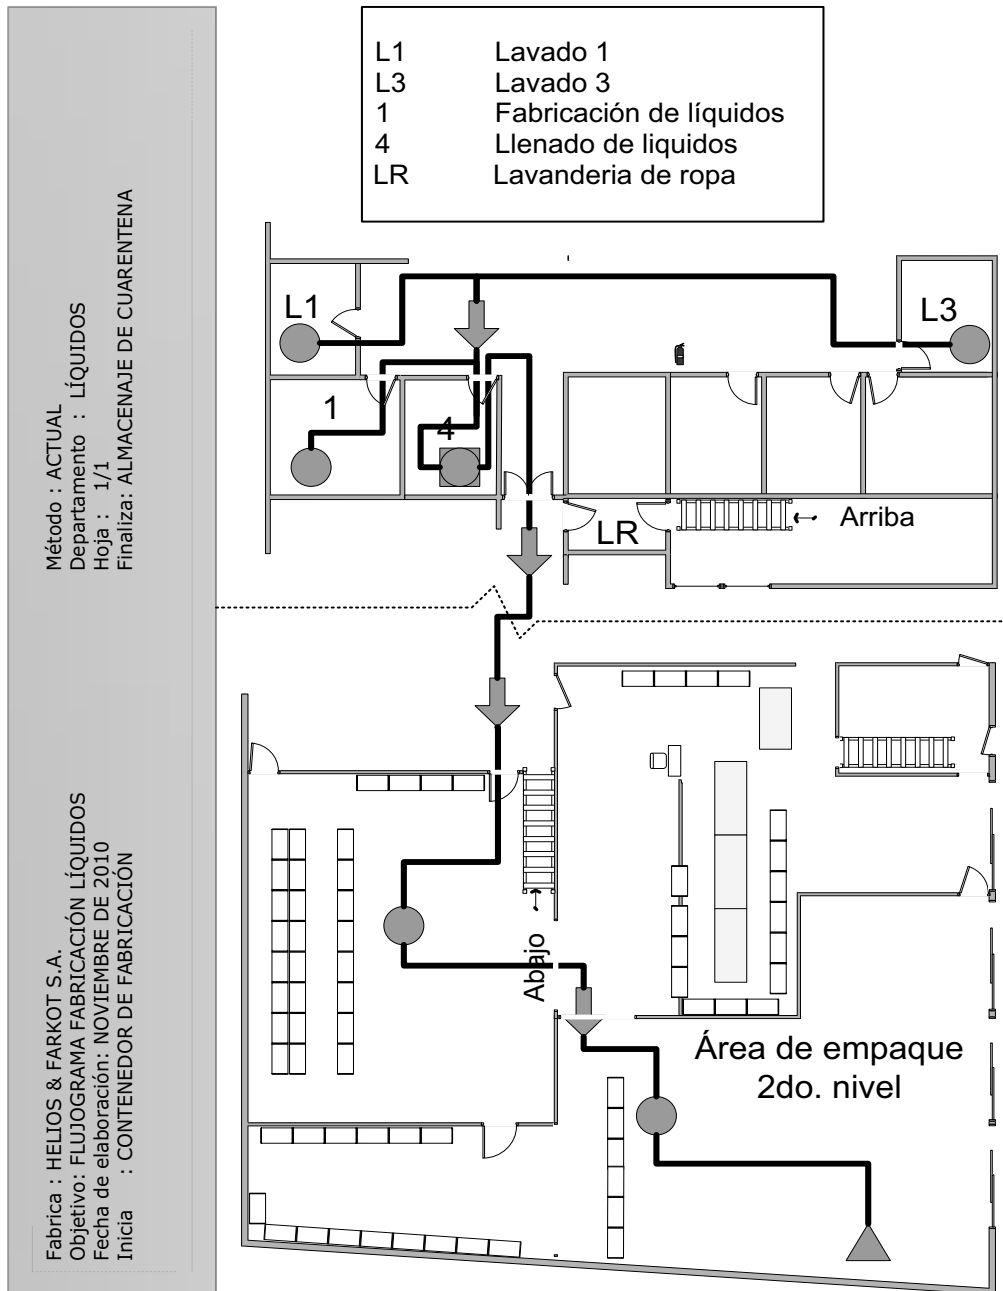 L1 Lavado 1
L3 Lavado 3
1 Fabricación de líquidos
4 Llenado de liquidos
LR Lavanderia de ropa
Método : ACTUAL
Departamento : LÍQUIDOS
Hoja : 1/1
Finaliza: ALMACENAJE DE CUARENTENA
Fabrica : HELIOS & FARKOT S.A.
Objetivo: FLUJOGRAMA FABRICACIÓN LÍQUIDOS
Fecha de elaboración: NOVIEMBRE DE 2010
Inicia : CONTENEDOR DE FABRICACIÓN
L1
L3
1
4
LR
Arriba
Abajo
Área de empaque
2do. nivel